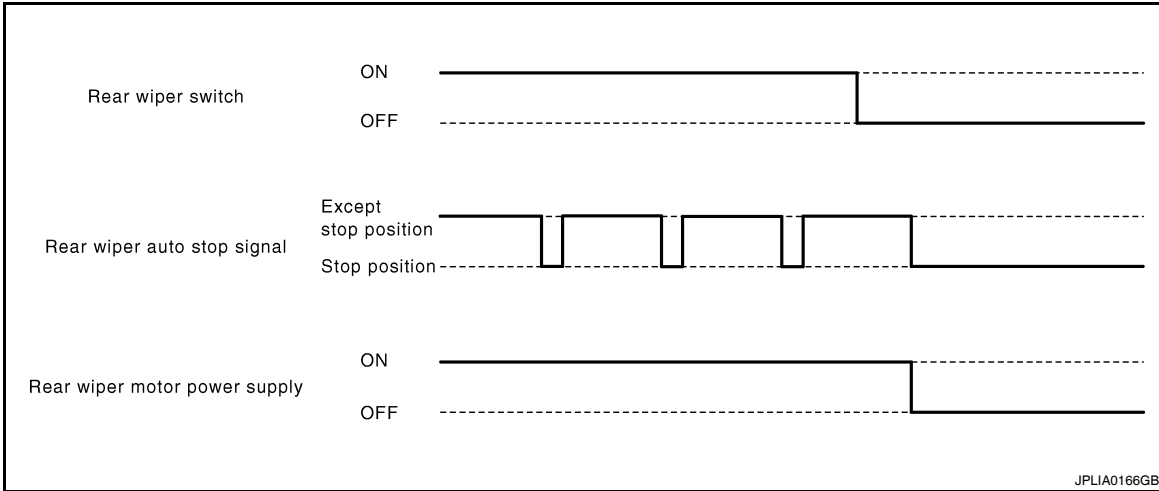 ON
Rear wiper switch
OFF
Except
stop position
Rear wiper auto stop signal
Stop position
ON
Rear wiper motor power supply
OFF
JPLIA0166GB